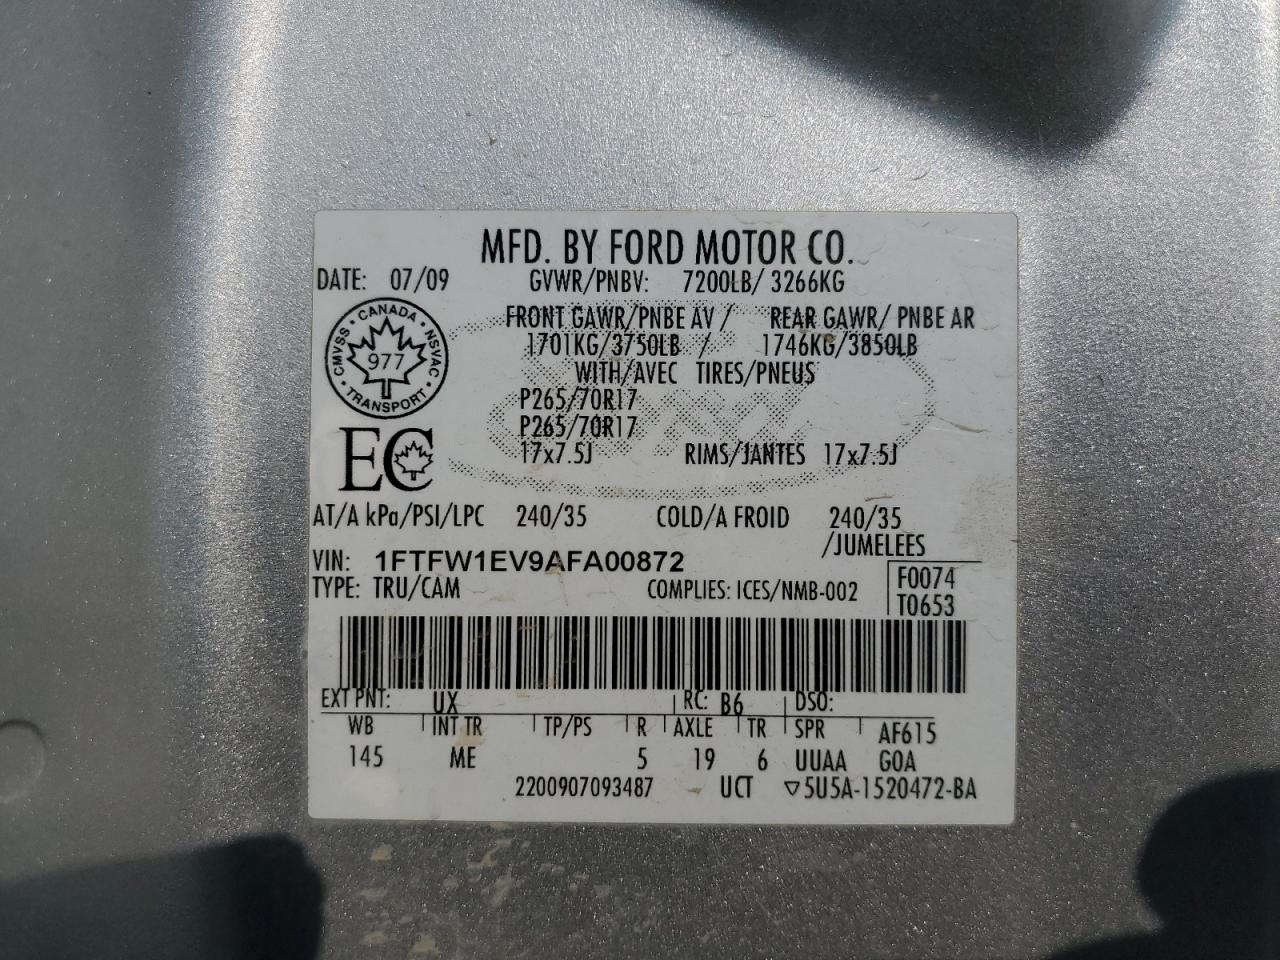 MFD. BY FORD MOTOR CO.
DATE: 07/09 GVWR/PNBV: 7200LB/ 3266KG
CMVSS · CANADA · NSVAC · TRANSPORT ·
977
FRONT GAWR/PNBE AV / REAR GAWR/ PNBE AR
1701KG/3750LB / 1746KG/3850LB
WITH/AVEC TIRES/PNEUS
P265/70R17
P265/70R17
EC
17x7.5J RIMS/JANTES 17x7.5J
AT/A kPa/PSI/LPC 240/35 COLD/A FROID 240/35
/JUMELEES
VIN: 1FTFW1EV9AFA00872
TYPE: TRU/CAM COMPLIES: ICES/NMB-002
F0074
T0653
EXT PNT: UX RC: B6 DSO:
WB INT TR TP/PS R AXLE TR SPR AF615
145 ME 5 19 6 UUAA GOA
2200907093487 UCT ▽5U5A-1520472-BA